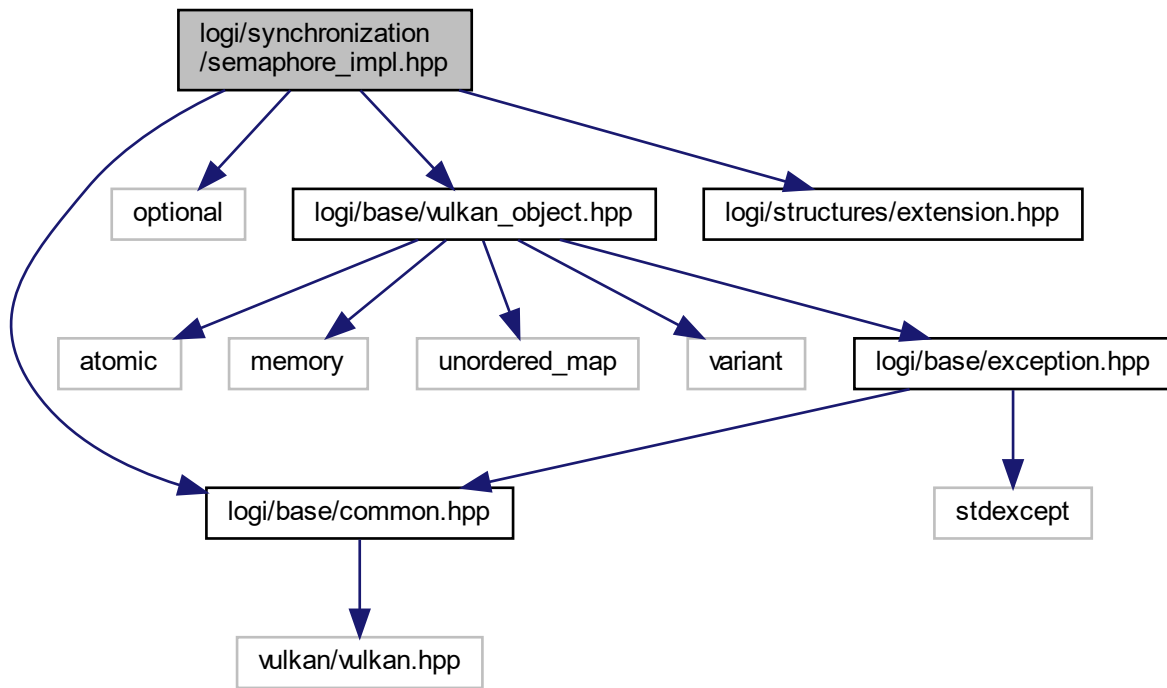 logi/synchronization
/semaphore_impl.hpp
optional
logi/base/vulkan_object.hpp
logi/structures/extension.hpp
atomic
memory
unordered_map
variant
logi/base/exception.hpp
logi/base/common.hpp
stdexcept
vulkan/vulkan.hpp